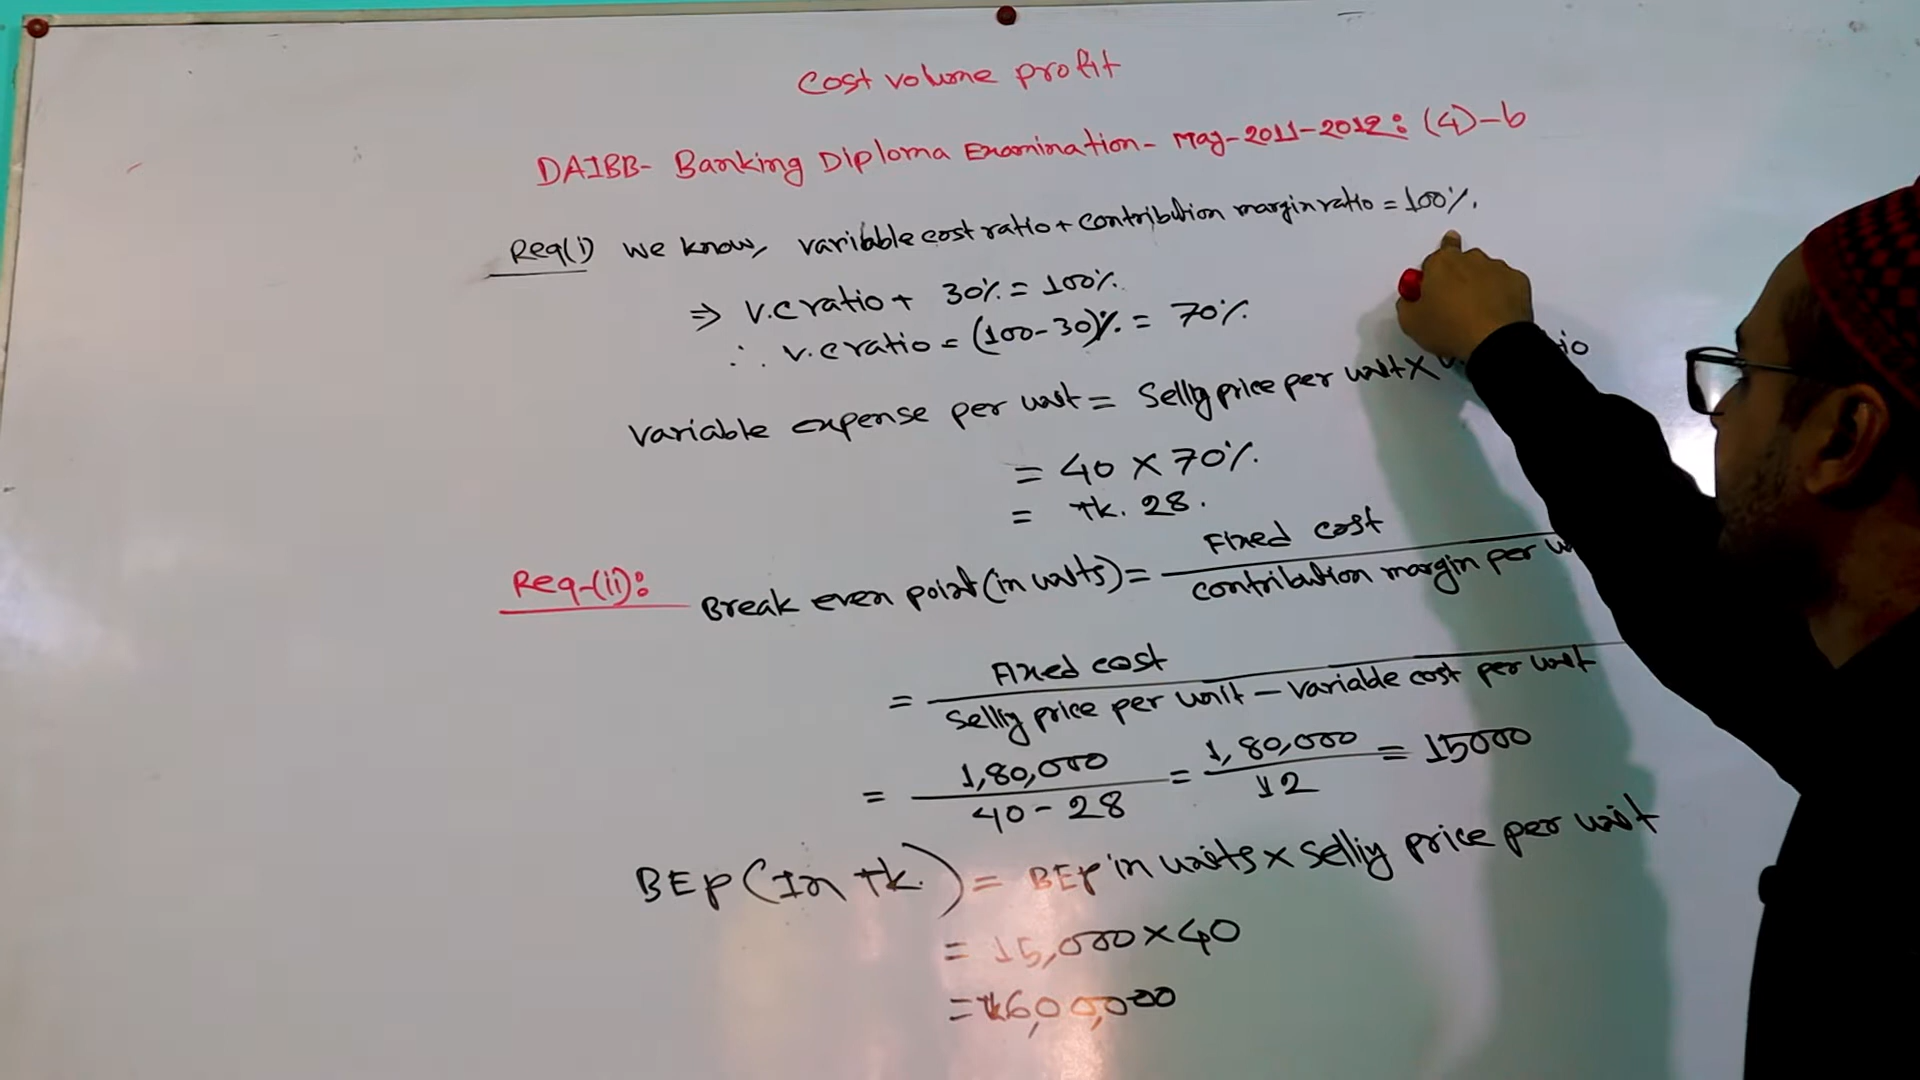 Cost volume profit
DAIBB- Banking Diploma Examination- May-2011-2012: (4)-b
Req(i) we know, variable cost ratio + contribution margin ratio = 100%.
⇒ V.C ratio + 30% = 100%.
∴ V.C ratio = (100-30)% = 70%.
Variable expense per unit = Selling price per unit X
= 40 X 70%.
= Tk. 28.
Req-(ii): Break even point (in units) = Fixed cost / contribution margin per
= Fixed cost / Selling price per unit - variable cost per unit
= 1,80,000 / 40 - 28 = 1,80,000 / 12 = 15000
BEP (In Tk.) = BEP in units x selling price per unit
= 15,000 x 40
= Tk 6,00,000